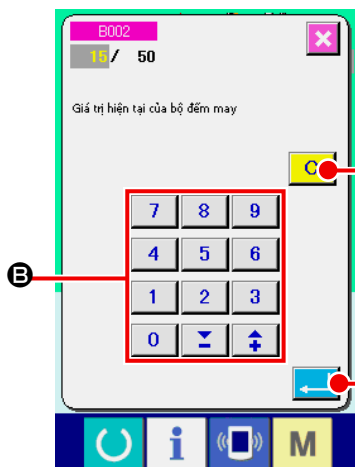 B002
15/ 50
Giá trị hiện tại của bộ đếm may
C
7 8 9
B
4 5 6
1 2 3
0 − +
i M